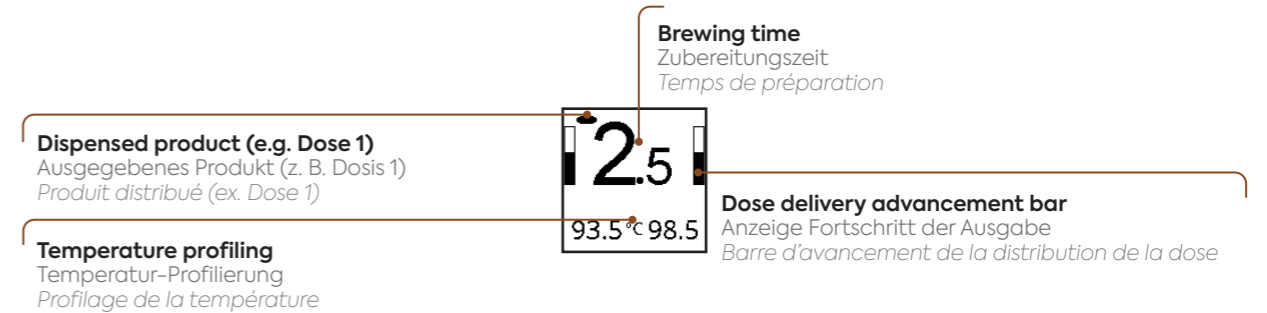 Brewing time
Zubereitungszeit
Temps de préparation
Dispensed product (e.g. Dose 1)
Ausgegebenes Produkt (z. B. Dosis 1)
Produit distribué (ex. Dose 1)
2.5
93.5°C 98.5
Dose delivery advancement bar
Anzeige Fortschritt der Ausgabe
Barre d’avancement de la distribution de la dose
Temperature profiling
Temperatur-Profilierung
Profilage de la température